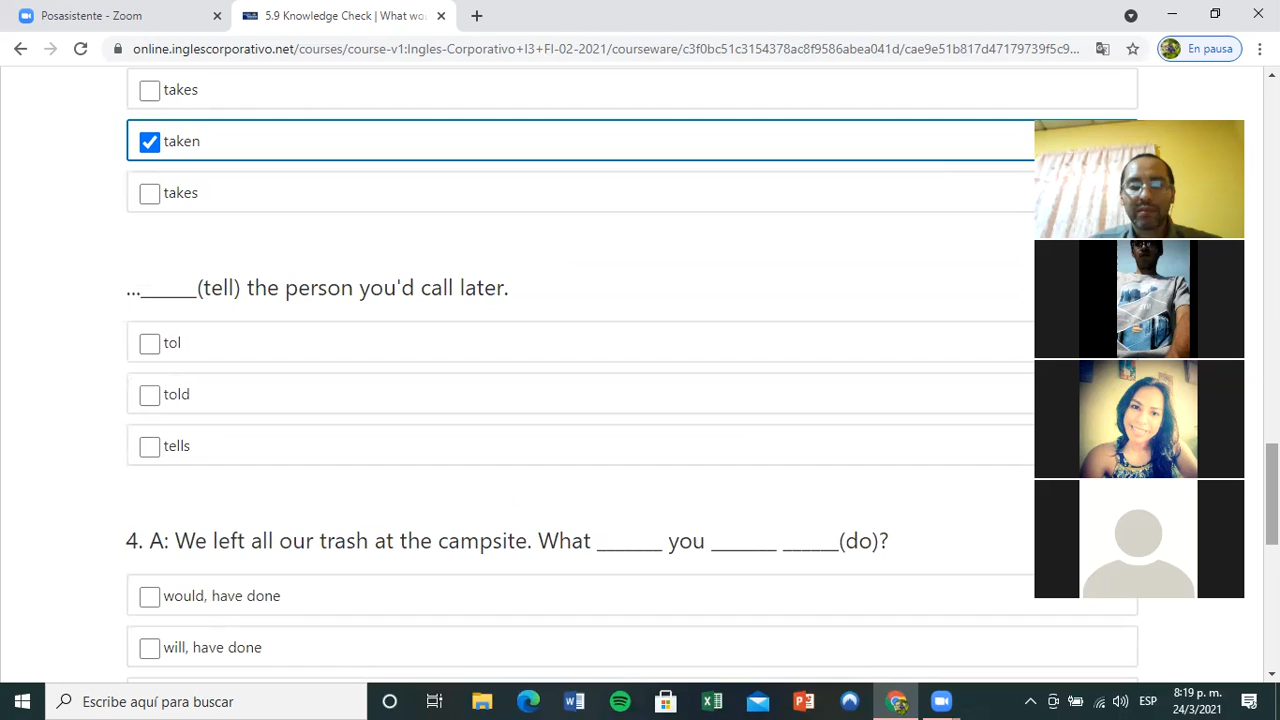 Posasistente - Zoom
5.9 Knowledge Check | What wo
online.inglescorporativo.net/courses/course-v1:Ingles-Corporativo+I3+FI-02-2021/courseware/c3f0bc51c3154378ac8f9586abea041d/cae9e51b817d47179739f5c9...
En pausa
takes
taken
takes
..._____(tell) the person you'd call later.
tol
told
tells
4. A: We left all our trash at the campsite. What ______ you ______ _____(do)?
would, have done
will, have done
Escribe aquí para buscar
ESP
8:19 p. m.
24/3/2021